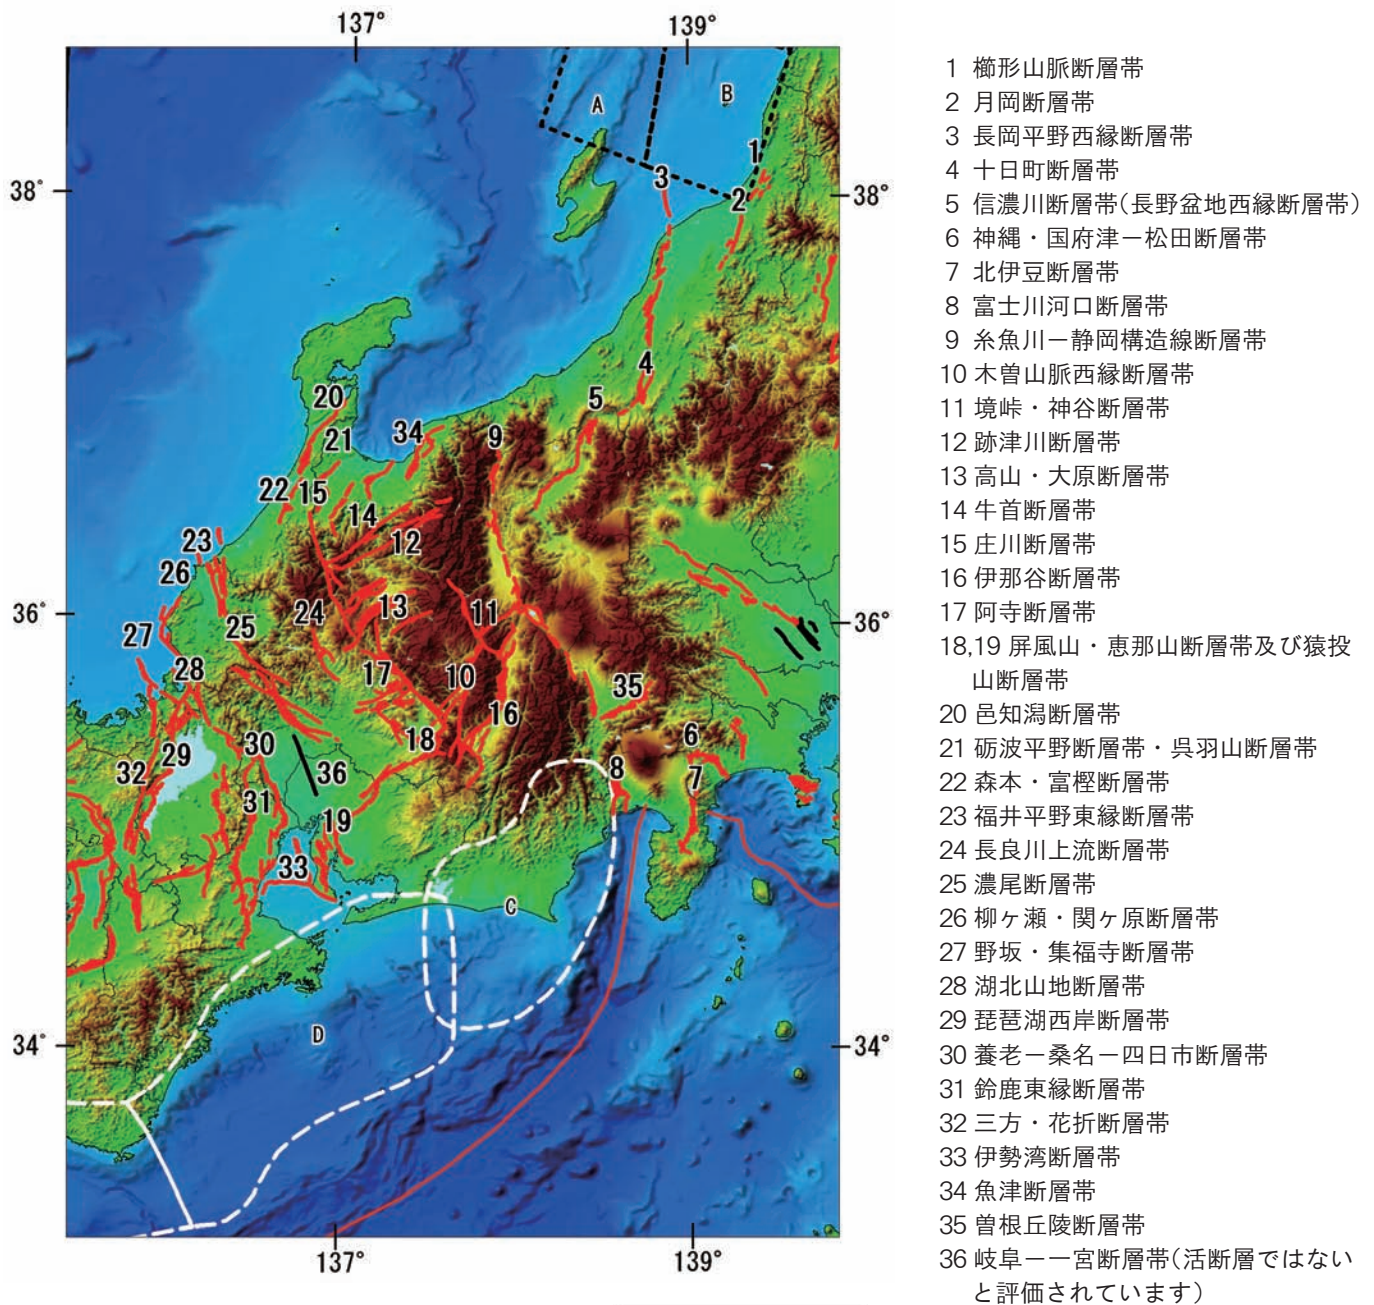 137°
139°
38°
38°
36°
36°
34°
34°
137°
139°
A
B
C
D
1
2
3
4
5
9
34
20
21
22
15
14
12
23
26
13
11
24
25
27
28
17
10
16
35
18
29
30
32
36
6
7
8
31
19
33
1 櫛形山脈断層帯
2 月岡断層帯
3 長岡平野西縁断層帯
4 十日町断層帯
5 信濃川断層帯(長野盆地西縁断層帯)
6 神縄・国府津ー松田断層帯
7 北伊豆断層帯
8 富士川河口断層帯
9 糸魚川ー静岡構造線断層帯
10 木曽山脈西縁断層帯
11 境峠・神谷断層帯
12 跡津川断層帯
13 高山・大原断層帯
14 牛首断層帯
15 庄川断層帯
16 伊那谷断層帯
17 阿寺断層帯
18,19 屏風山・恵那山断層帯及び猿投
山断層帯
20 邑知潟断層帯
21 砺波平野断層帯・呉羽山断層帯
22 森本・富樫断層帯
23 福井平野東縁断層帯
24 長良川上流断層帯
25 濃尾断層帯
26 柳ヶ瀬・関ヶ原断層帯
27 野坂・集福寺断層帯
28 湖北山地断層帯
29 琵琶湖西岸断層帯
30 養老ー桑名ー四日市断層帯
31 鈴鹿東縁断層帯
32 三方・花折断層帯
33 伊勢湾断層帯
34 魚津断層帯
35 曽根丘陵断層帯
36 岐阜ー一宮断層帯(活断層ではない
と評価されています)